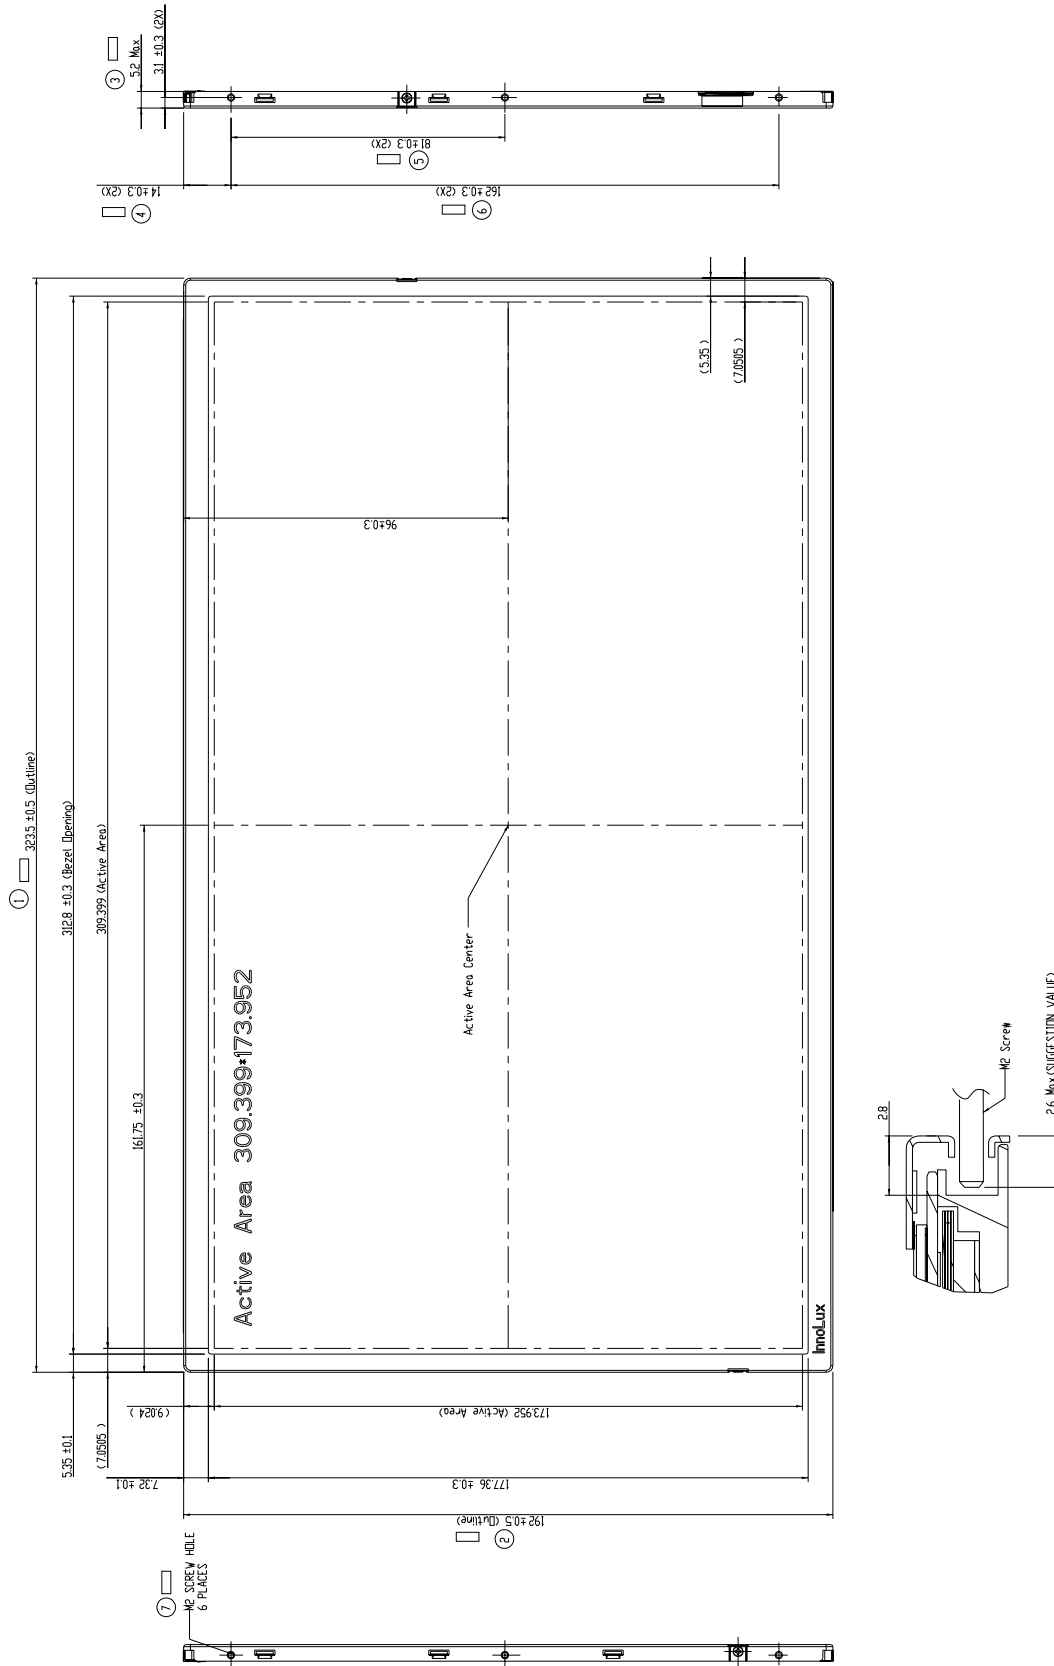 3
5.2 Max
3.1 ±0.3 (2X)
81 ±0.3 (2X)
5
14 ±0.3 (2X)
4
162 ±0.3 (2X)
6
1
323.5 ±0.5 (Outline)
312.8 ±0.3 (Bezel Opening)
309.399 (Active Area)
161.75 ±0.3
96±0.3
(5.35 )
(7.0505 )
Active Area Center
Active Area 309.399*173.952
InnoLux
5.35 ±0.1
(7.0505 )
(9.024 )
173.952 (Active Area)
7.32 ±0.1
177.36 ±0.3
192 ±0.5 (Outline)
2
7
M2 SCREW HOLE
6 PLACES
2.8
M2 Screw
2.6 Max(SUGGESTION VALUE)